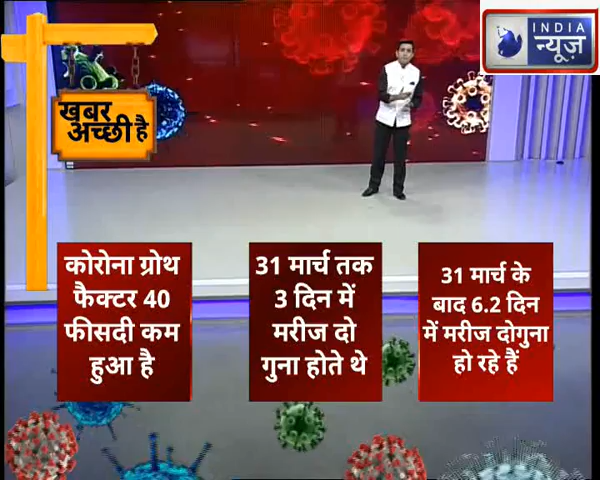 INDIA
न्यूज़
खबर
अच्छी है
कोरोना ग्रोथ
फैक्टर 40
फीसदी कम
हुआ है
31 मार्च तक
3 दिन में
मरीज दो
गुना होते थे
31 मार्च के
बाद 6.2 दिन
में मरीज दोगुना
हो रहे हैं